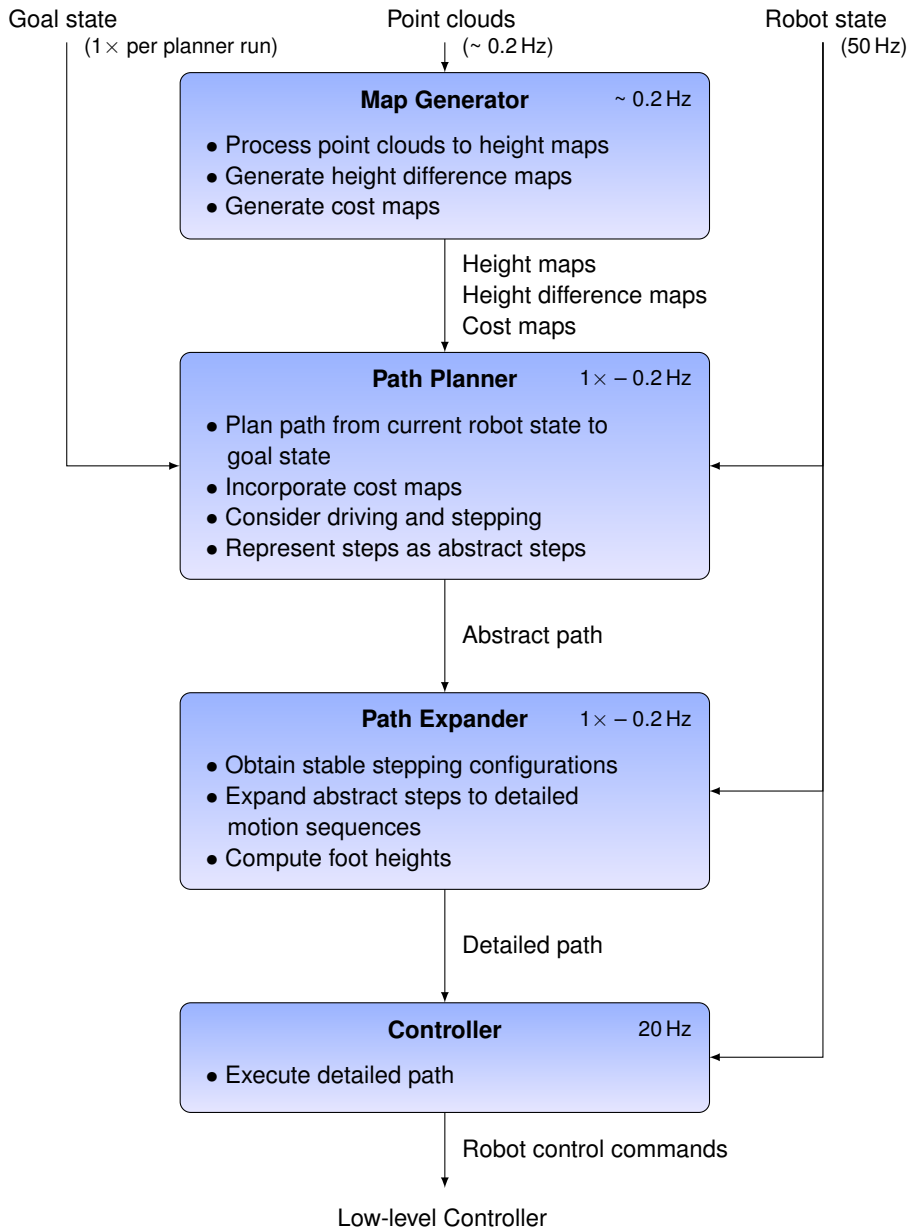 Goal state
(1× per planner run)
Point clouds
(~ 0.2 Hz)
Robot state
(50 Hz)
Map Generator
~ 0.2 Hz
• Process point clouds to height maps
• Generate height difference maps
• Generate cost maps
Height maps
Height difference maps
Cost maps
Path Planner
1× – 0.2 Hz
• Plan path from current robot state to
goal state
• Incorporate cost maps
• Consider driving and stepping
• Represent steps as abstract steps
Abstract path
Path Expander
1× – 0.2 Hz
• Obtain stable stepping configurations
• Expand abstract steps to detailed
motion sequences
• Compute foot heights
Detailed path
Controller
20 Hz
• Execute detailed path
Robot control commands
Low-level Controller